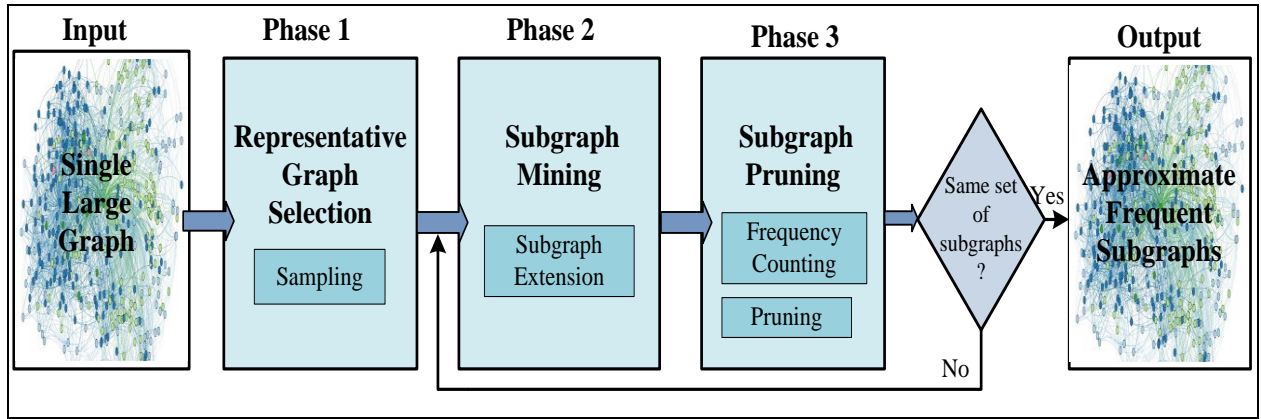 Input
Phase 1
Phase 2
Phase 3
Output
Single
Large
Graph
Representative
Graph
Selection
Sampling
Subgraph
Mining
Subgraph
Extension
Subgraph
Pruning
Frequency
Counting
Pruning
Same set
of
subgraphs
?
Yes
No
Approximate
Frequent
Subgraphs